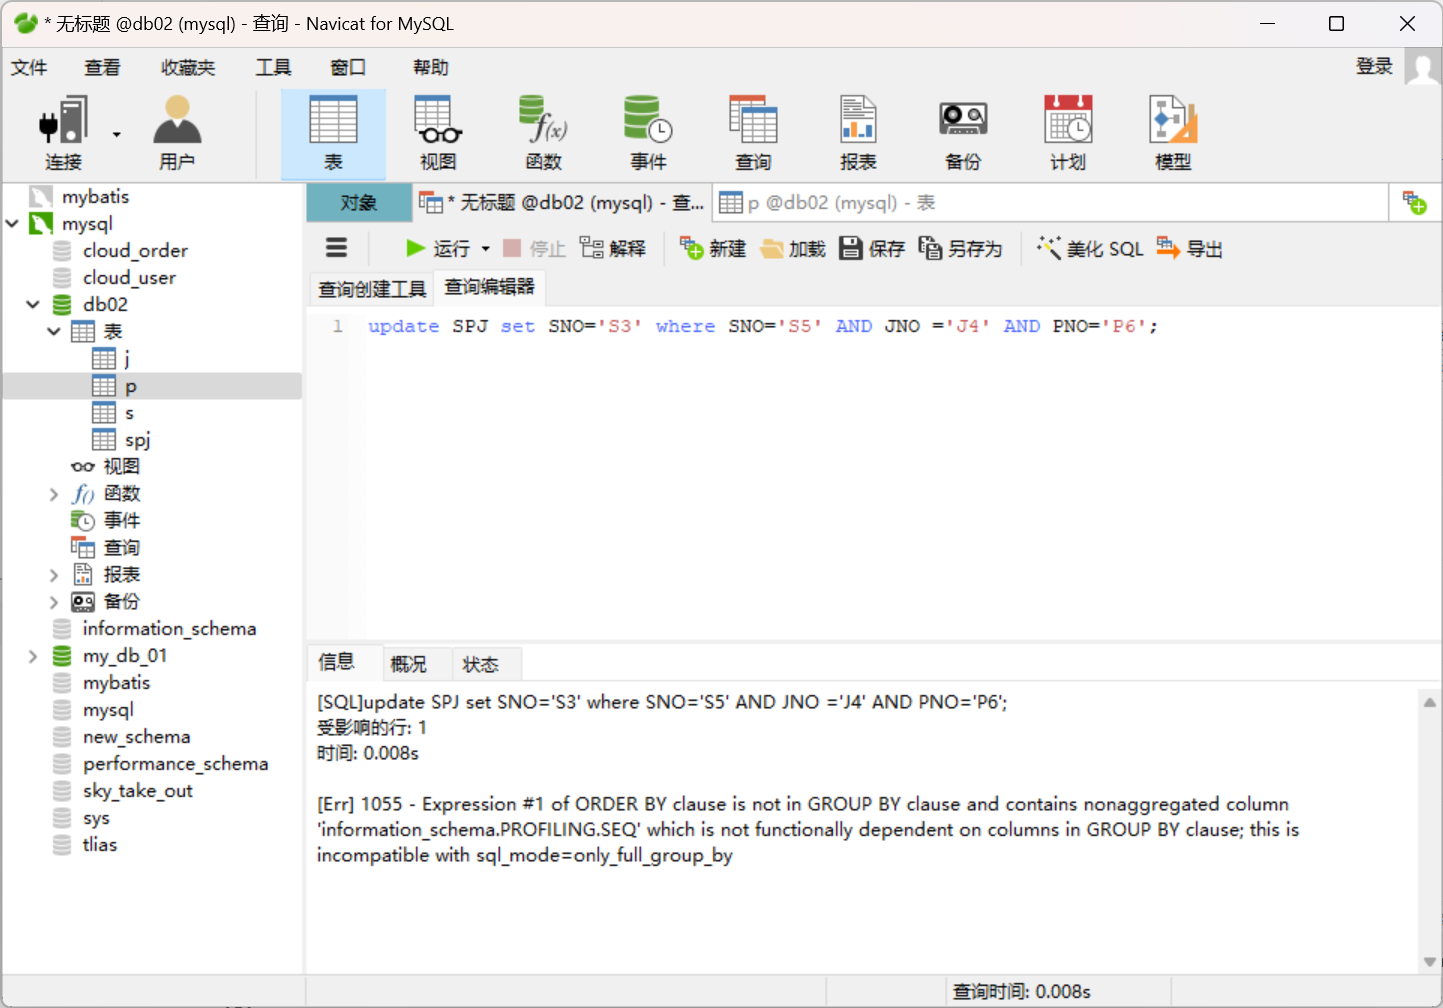 * 无标题 @db02 (mysql) - 查询 - Navicat for MySQL
文件 查看 收藏夹 工具 窗口 帮助 登录
连接 用户 表 视图 函数 事件 查询 报表 备份 计划 模型
mybatis
mysql
cloud_order
cloud_user
db02
表
j
p
s
spj
视图
f() 函数
事件
查询
报表
备份
information_schema
my_db_01
mybatis
mysql
new_schema
performance_schema
sky_take_out
sys
tlias
对象 * 无标题 @db02 (mysql) - 查... p @db02 (mysql) - 表
运行 停止 解释 新建 加载 保存 另存为 美化 SQL 导出
查询创建工具 查询编辑器
1 update SPJ set SNO='S3' where SNO='S5' AND JNO ='J4' AND PNO='P6';
信息 概况 状态
[SQL]update SPJ set SNO='S3' where SNO='S5' AND JNO ='J4' AND PNO='P6';
受影响的行: 1
时间: 0.008s
[Err] 1055 - Expression #1 of ORDER BY clause is not in GROUP BY clause and contains nonaggregated column
'information_schema.PROFILING.SEQ' which is not functionally dependent on columns in GROUP BY clause; this is
incompatible with sql_mode=only_full_group_by
查询时间: 0.008s